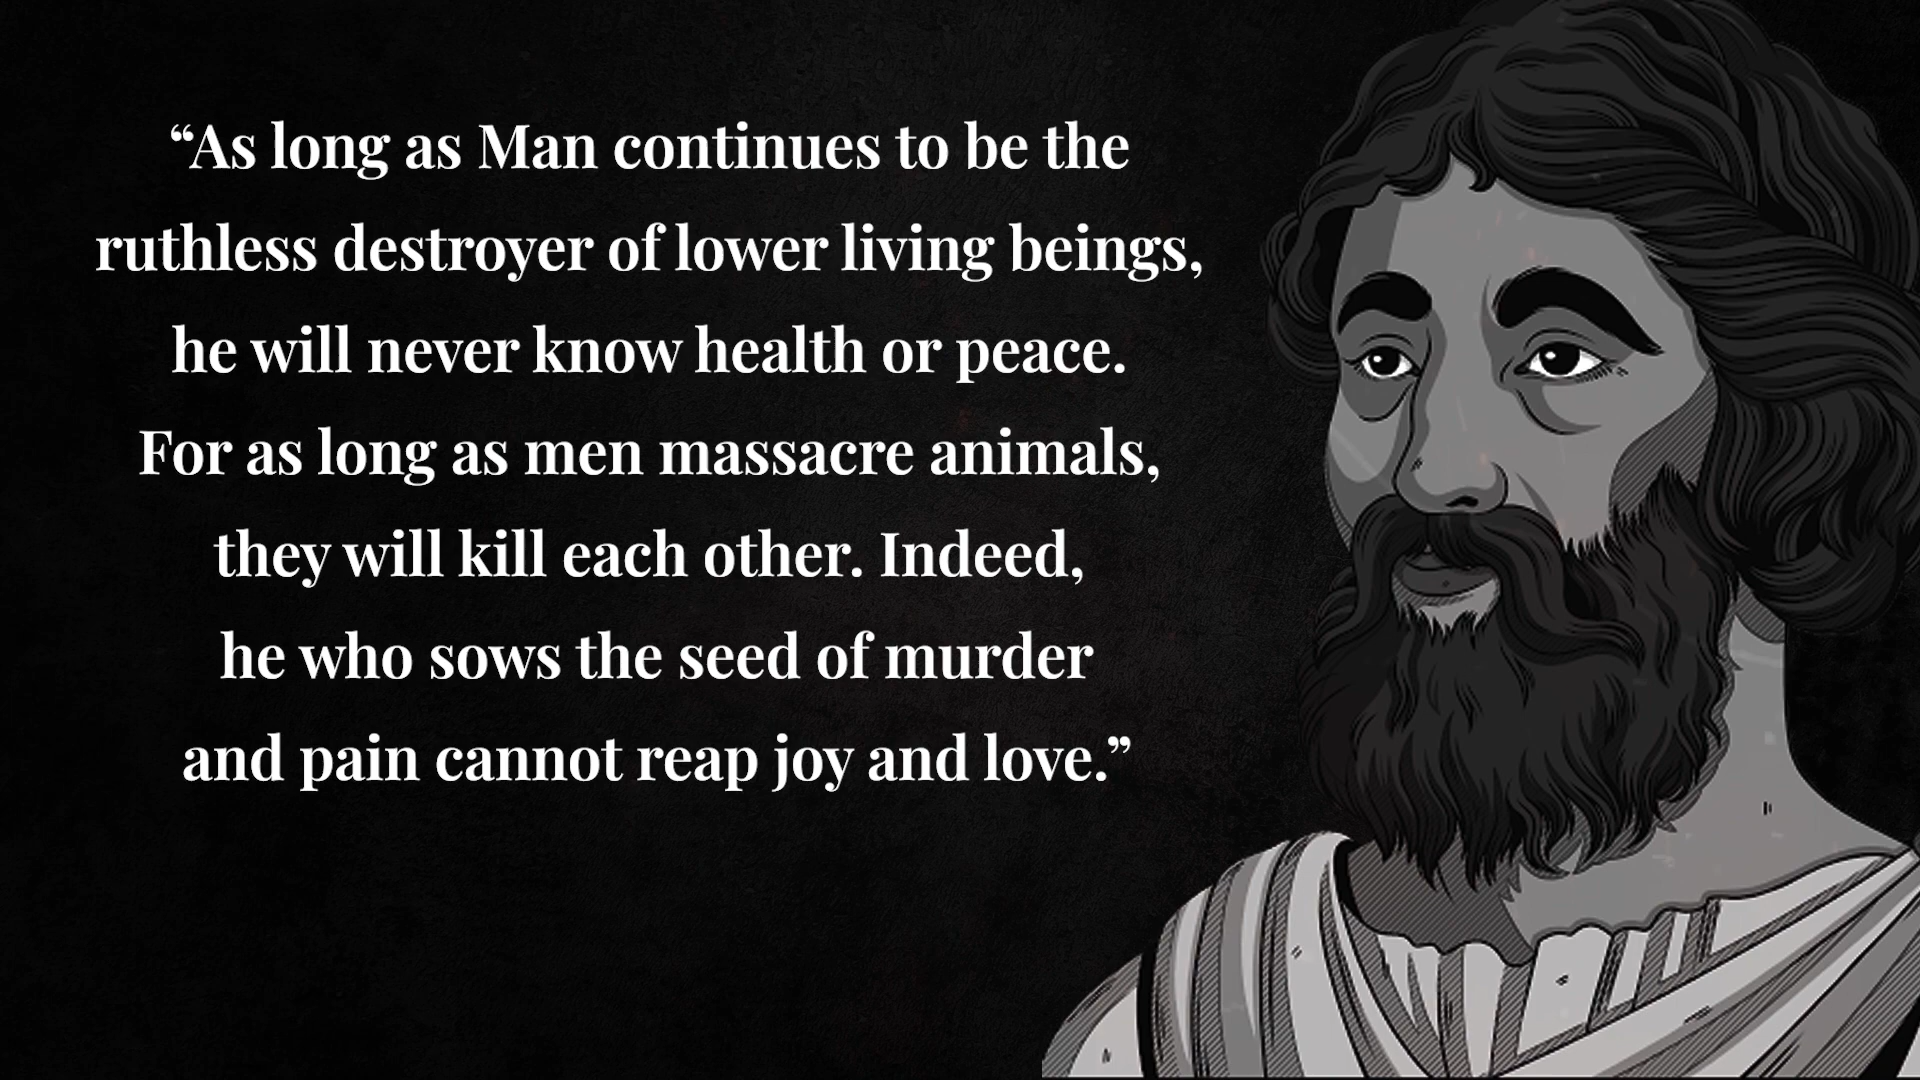 “As long as Man continues to be the
ruthless destroyer of lower living beings,
he will never know health or peace.
For as long as men massacre animals,
they will kill each other. Indeed,
he who sows the seed of murder
and pain cannot reap joy and love.”